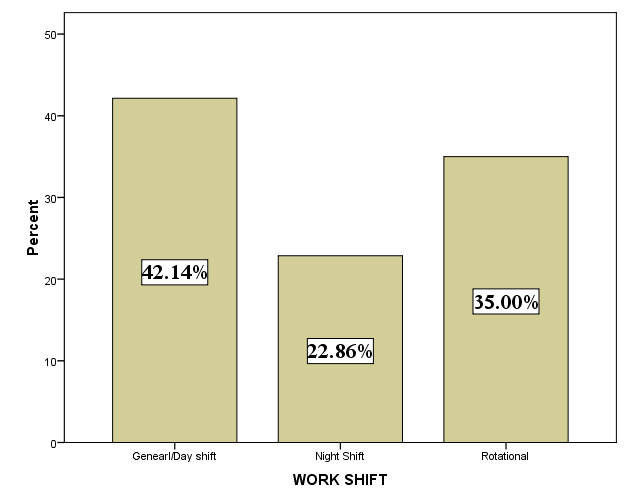 50
40
30
20
10
0
Percent
42.14%
22.86%
35.00%
Genearl/Day shift
Night Shift
Rotational
WORK SHIFT